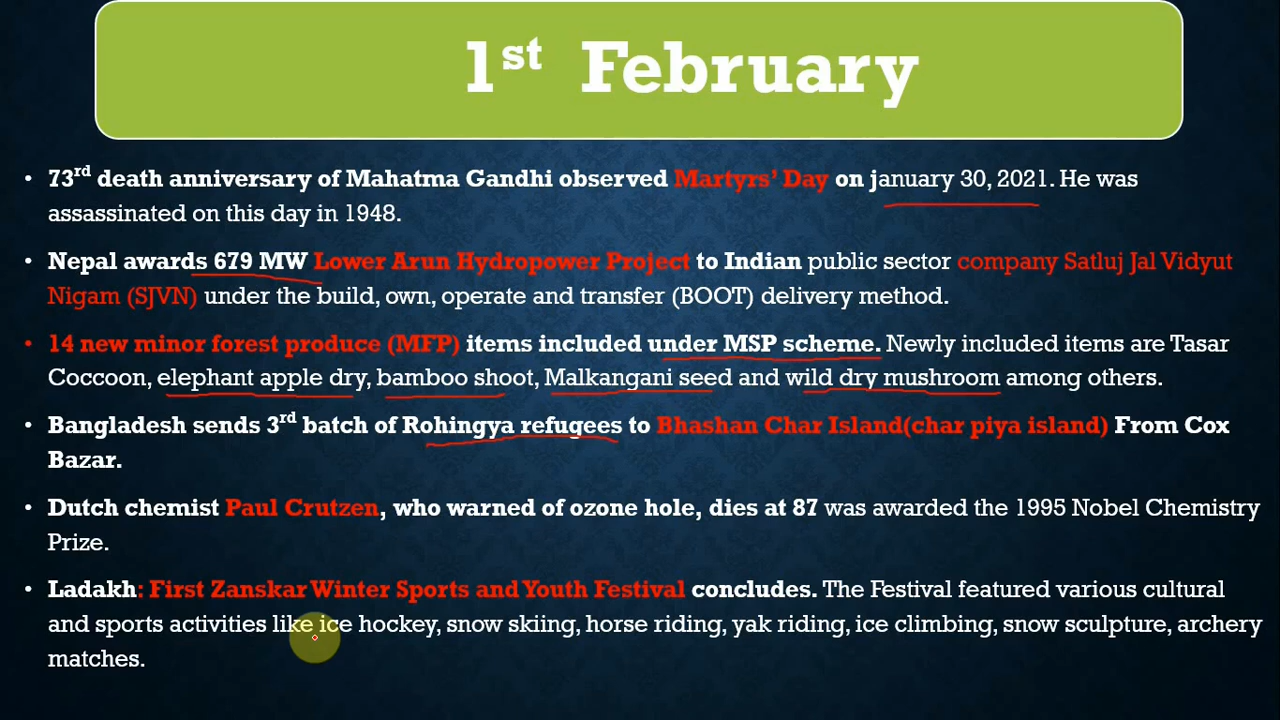 1st February
• 73rd death anniversary of Mahatma Gandhi observed Martyrs’ Day on january 30, 2021. He was
assassinated on this day in 1948.
• Nepal awards 679 MW Lower Arun Hydropower Project to Indian public sector company Satluj Jal Vidyut
Nigam (SJVN) under the build, own, operate and transfer (BOOT) delivery method.
• 14 new minor forest produce (MFP) items included under MSP scheme. Newly included items are Tasar
Coccoon, elephant apple dry, bamboo shoot, Malkangani seed and wild dry mushroom among others.
• Bangladesh sends 3rd batch of Rohingya refugees to Bhashan Char Island(char piya island) From Cox
Bazar.
• Dutch chemist Paul Crutzen, who warned of ozone hole, dies at 87 was awarded the 1995 Nobel Chemistry
Prize.
• Ladakh: First Zanskar Winter Sports and Youth Festival concludes. The Festival featured various cultural
and sports activities like ice hockey, snow skiing, horse riding, yak riding, ice climbing, snow sculpture, archery
matches.